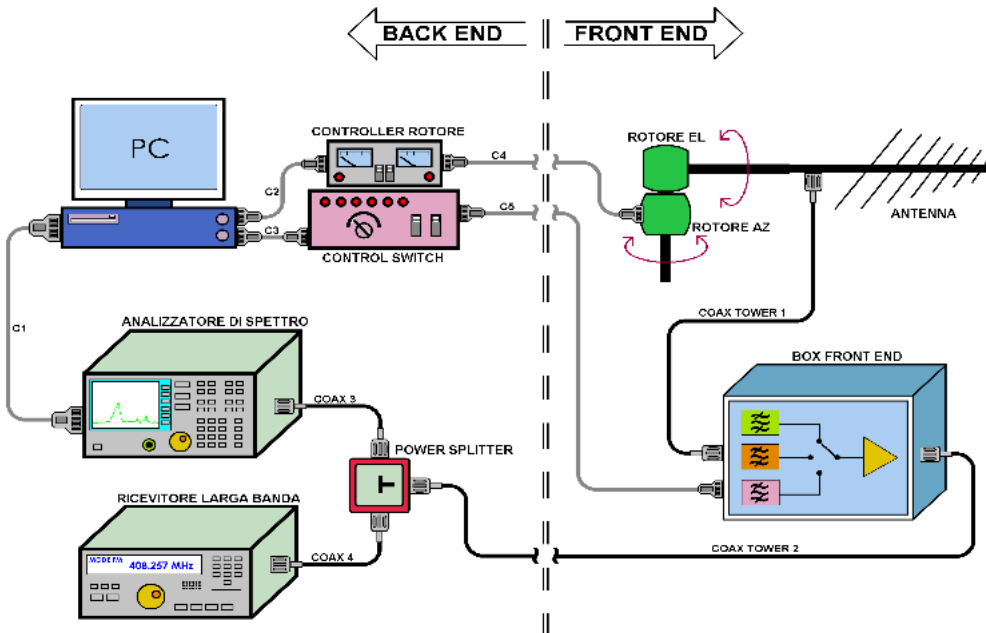 BACK END
FRONT END
PC
CONTROLLER ROTORE
C2
C3
C4
C5
CONTROL SWITCH
ROTORE EL
ROTORE AZ
ANTENNA
C1
ANALIZZATORE DI SPETTRO
COAX TOWER 1
BOX FRONT END
COAX 3
POWER SPLITTER
RICEVITORE LARGA BANDA
408.257 MHz
COAX 4
COAX TOWER 2